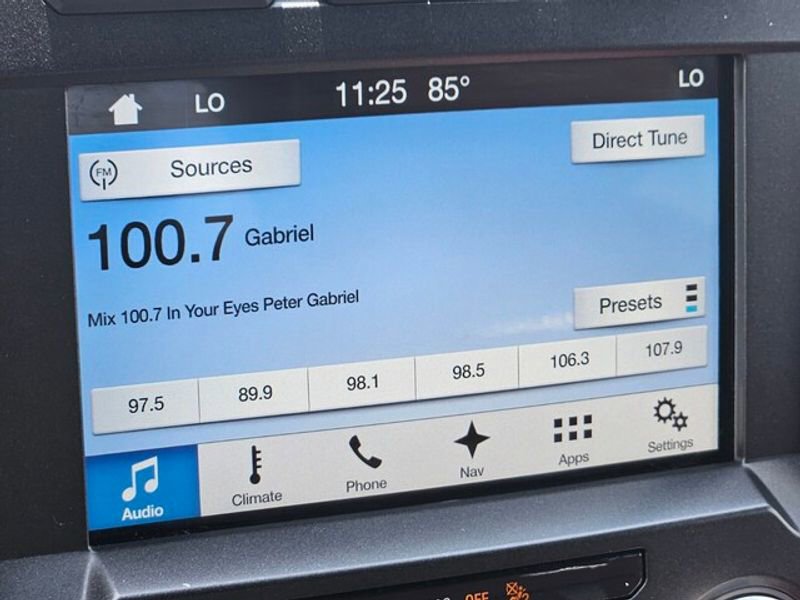 LO 11:25 85° LO
FM Sources Direct Tune
100.7 Gabriel
Mix 100.7 In Your Eyes Peter Gabriel
Presets
97.5 89.9 98.1 98.5 106.3 107.9
Audio Climate Phone Nav Apps Settings
OFF